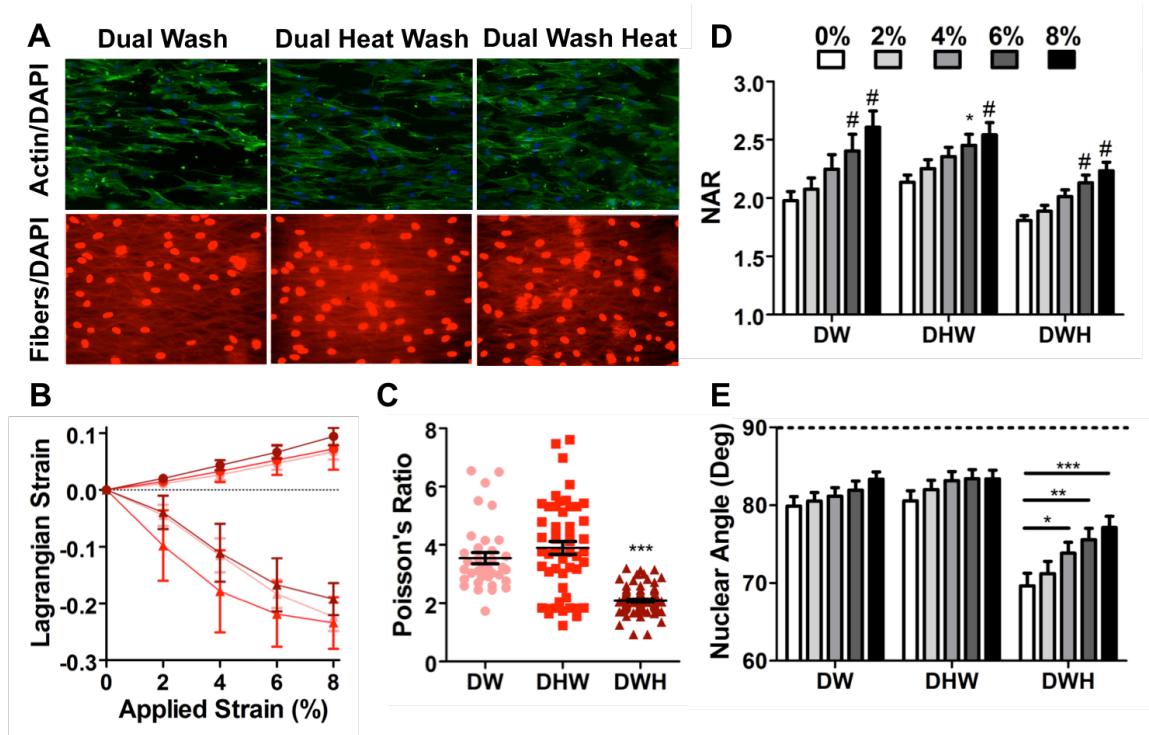 A
Dual Wash
Dual Heat Wash
Dual Wash Heat
Actin/DAPI
Fibers/DAPI
B
Lagrangian Strain
0.1
0.0
-0.1
-0.2
-0.3
0 2 4 6 8
Applied Strain (%)
C
Poisson's Ratio
8
6
4
2
0
***
DW DHW DWH
D
0% 2% 4% 6% 8%
NAR
3.0
2.5
2.0
1.5
1.0
# # * # # #
DW DHW DWH
E
Nuclear Angle (Deg)
90
80
70
60
***
**
*
DW DHW DWH